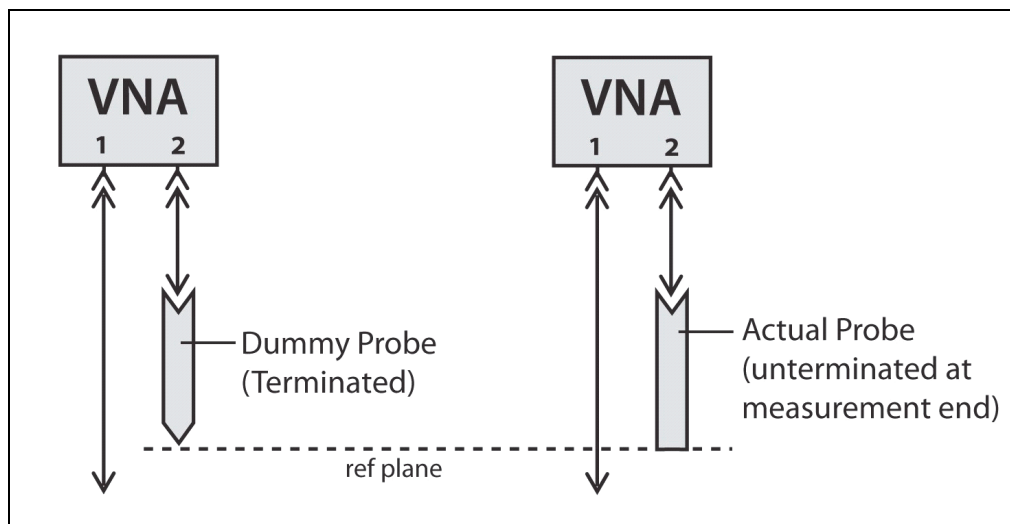 VNA
1 2
Dummy Probe
(Terminated)
ref plane
VNA
1 2
Actual Probe
(unterminated at
measurement end)